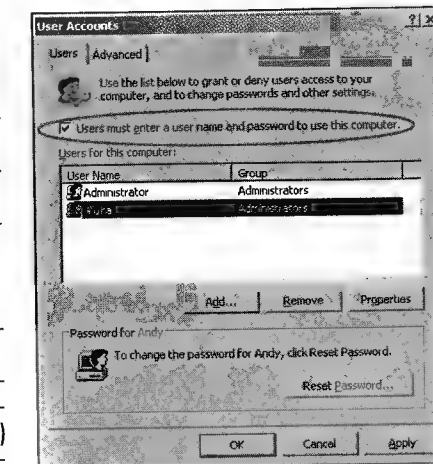 User Accounts ? X
Users Advanced
Use the list below to grant or deny users access to your
computer, and to change passwords and other settings.
Users must enter a user name and password to use this computer.
Users for this computer:
User Name Group
Administrator Administrators
Administrators
Add... Remove Properties
Password for Andy
To change the password for Andy, click Reset Password.
Reset Password...
OK Cancel Apply
)